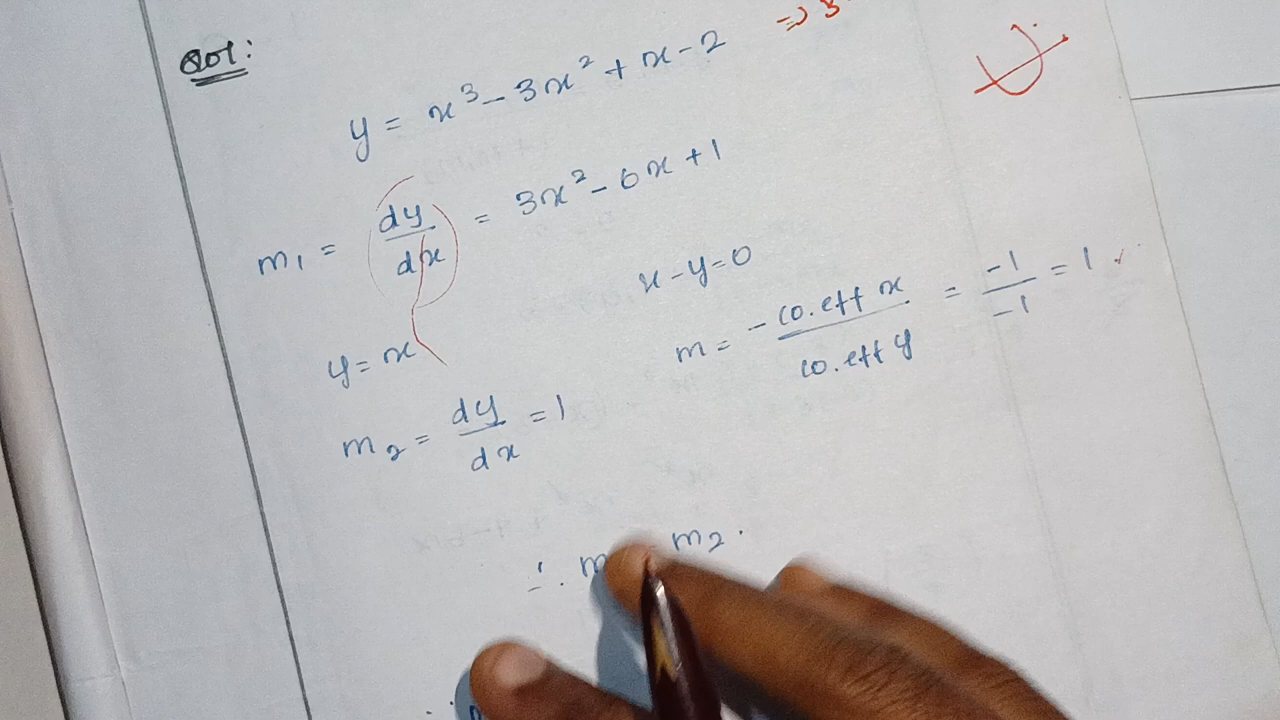 Sol:
y = x³ - 3x² + x - 2
m₁ = dy/dx = 3x² - 6x + 1
x - y = 0
y = x
m = - co.eff x / co.eff y = -1/-1 = 1
m₂ = dy/dx = 1
∴ m m₂.